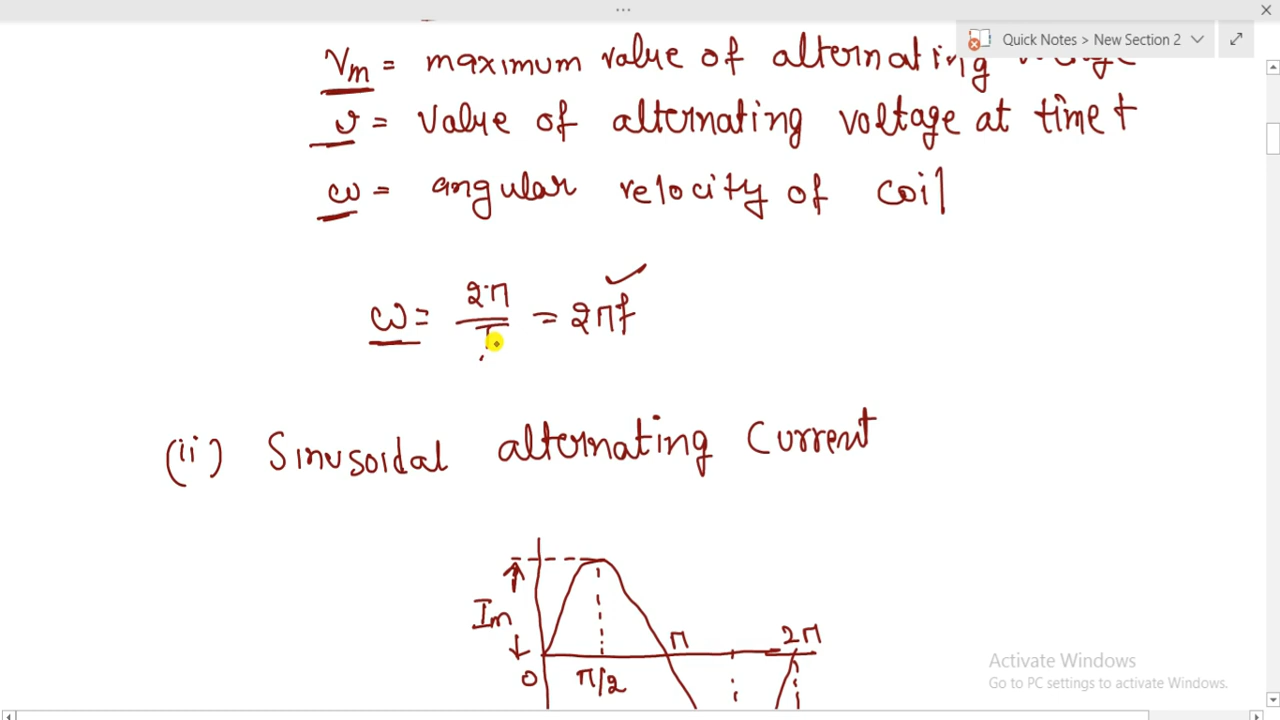 Quick Notes > New Section 2
Vm = maximum value of alternating
v = value of alternating voltage at time t
ω = angular velocity of coil
ω = 2π/T = 2πf
(ii) Sinusoidal alternating Current
Im
0 π/2 π 2π
Activate Windows
Go to PC settings to activate Windows.